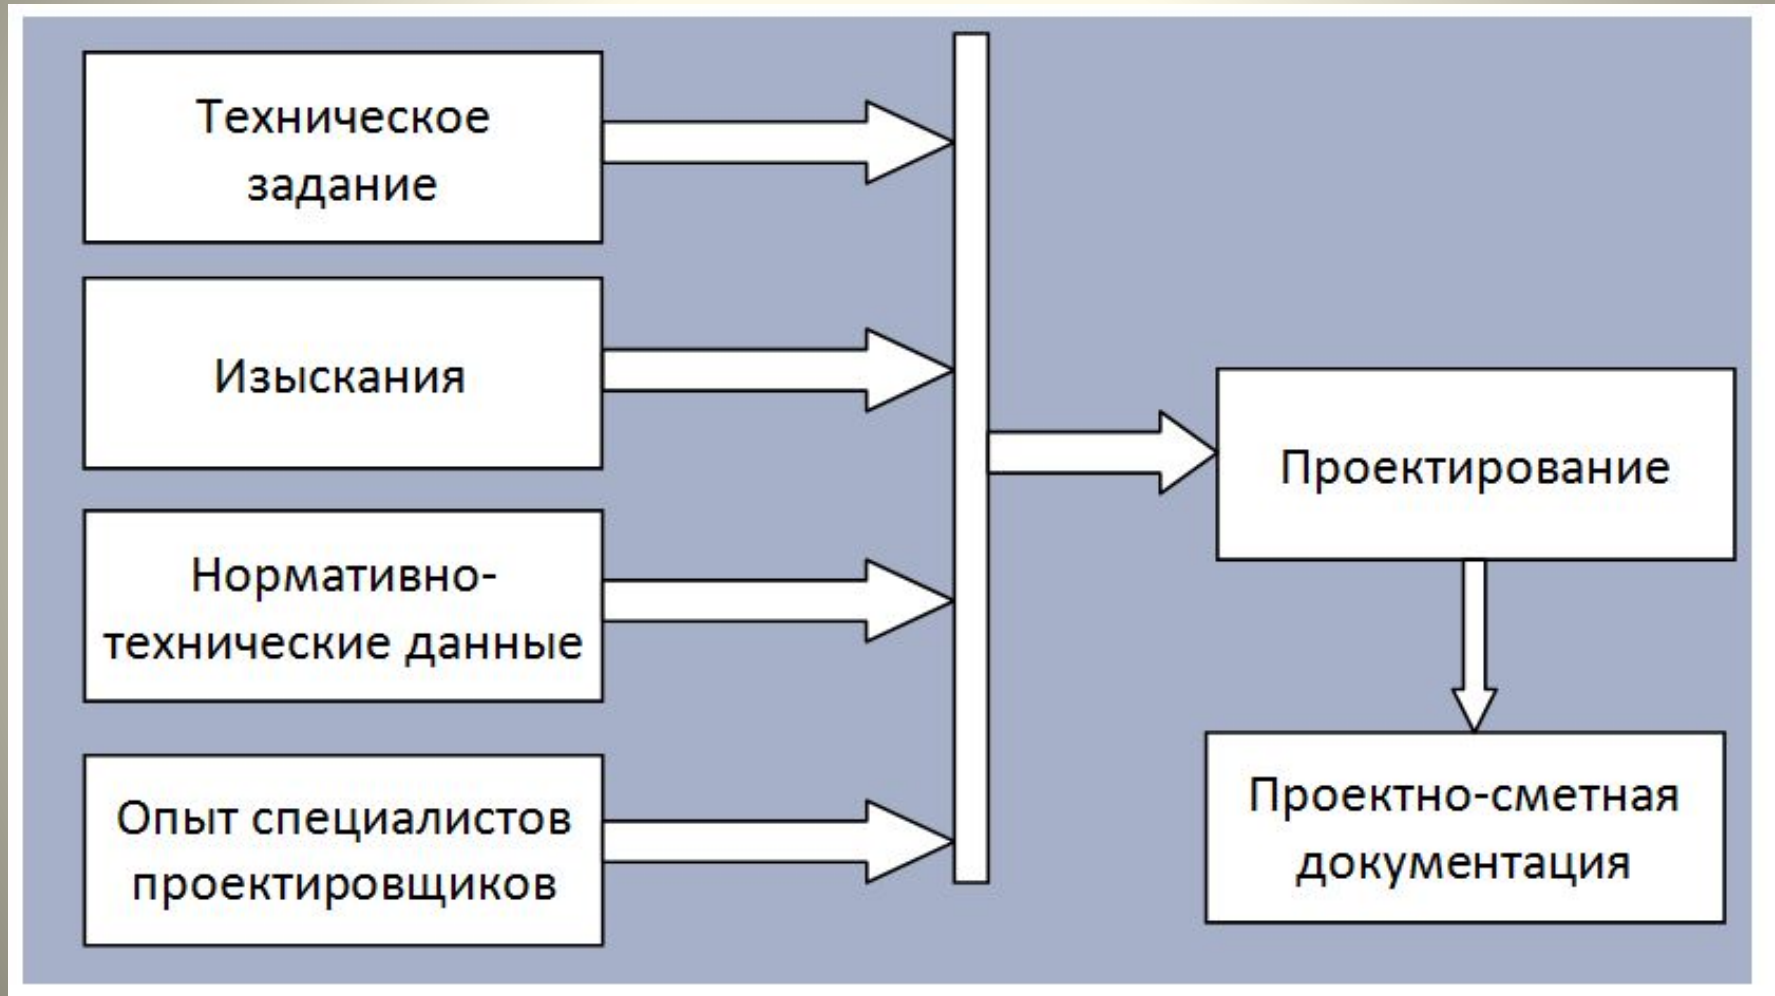 Техническое
задание
Изыскания
Нормативно-
технические данные
Опыт специалистов
проектировщиков
Проектирование
Проектно-сметная
документация